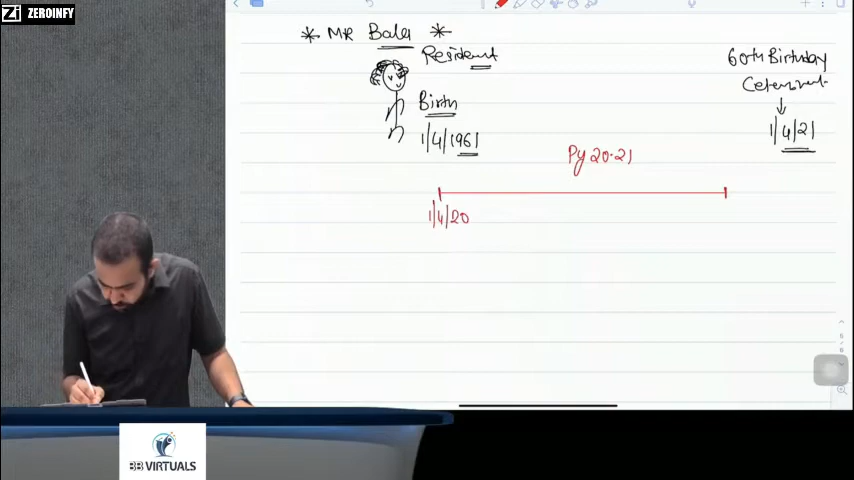 Zi ZEROINFY
* MR Bala *
Resident
60th Birthday
Birth
1/4/1961
1/4/21
Py 20-21
1/4/20
BB VIRTUALS